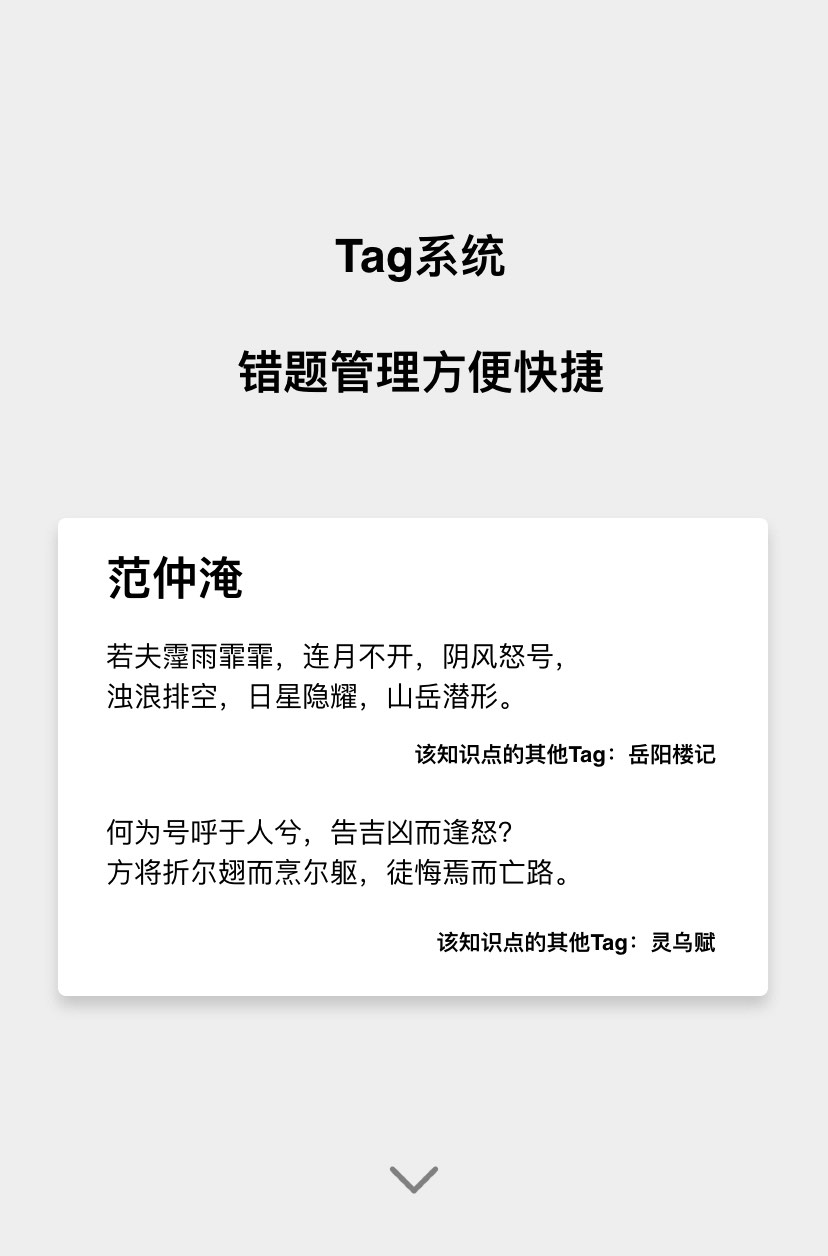 Tag系统
错题管理方便快捷
范仲淹
若夫霪雨霏霏，连月不开，阴风怒号，
浊浪排空，日星隐耀，山岳潜形。
该知识点的其他Tag：岳阳楼记
何为号呼于人兮，告吉凶而逢怒？
方将折尔翅而烹尔躯，徒悔焉而亡路。
该知识点的其他Tag：灵乌赋